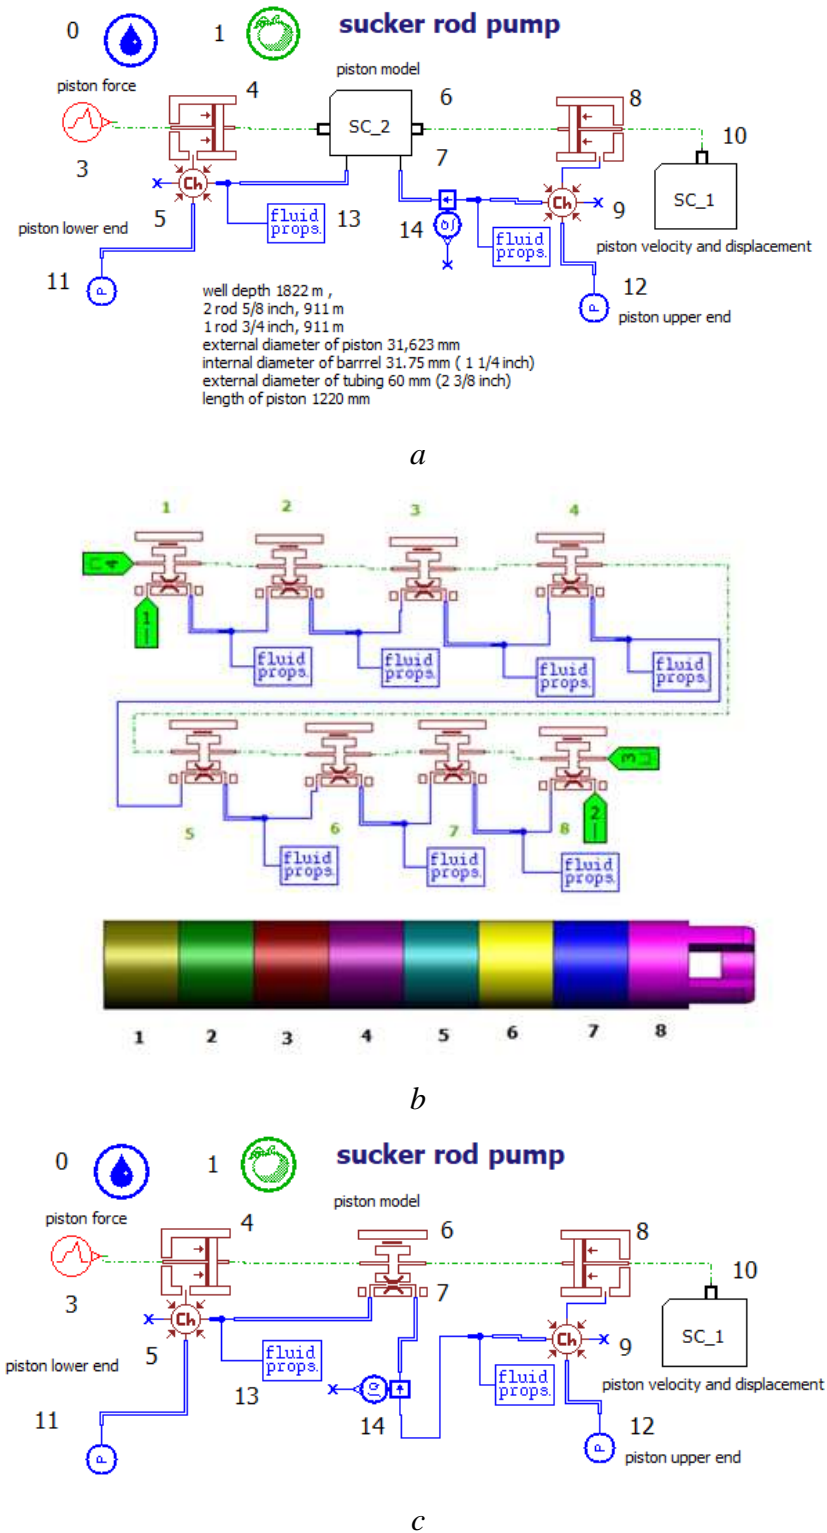 0
1
sucker rod pump
piston force
piston model
4
6
8
SC_2
10
3
7
Ch
Ch
SC_1
5
13
9
fluid
props.
14
fluid
props.
piston lower end
piston velocity and displacement
11
P
12
P
piston upper end
well depth 1822 m ,
2 rod 5/8 inch, 911 m
1 rod 3/4 inch, 911 m
external diameter of piston 31,623 mm
internal diameter of barrrel 31.75 mm ( 1 1/4 inch)
external diameter of tubing 60 mm (2 3/8 inch)
length of piston 1220 mm
a
1
2
3
4
4
1
fluid
props.
fluid
props.
fluid
props.
fluid
props.
3
2
5
6
7
8
fluid
props.
fluid
props.
fluid
props.
1
2
3
4
5
6
7
8
b
0
1
sucker rod pump
piston model
piston force
4
6
8
3
7
10
Ch
Ch
SC_1
5
9
piston lower end
fluid
props.
fluid
props.
piston velocity and displacement
13
14
11
12
P
P
piston upper end
c